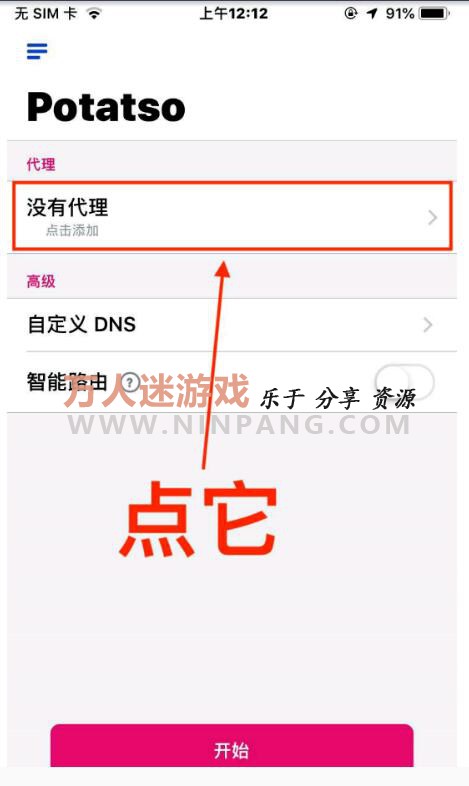 无 SIM 卡 上午12:12 91%
Potatso
代理
没有代理
点击添加
高级
自定义 DNS
智能路由 ?
万人迷游戏 乐于 分享 资源
WWW.NINPANG.COM
点它
开始